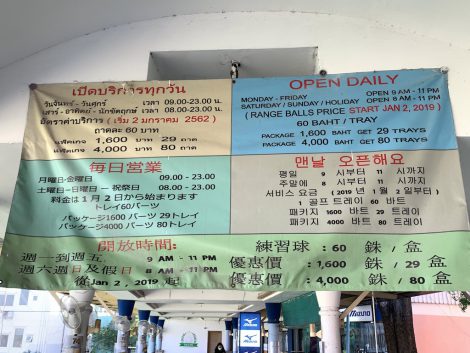 เปิดบริการทุกวัน
วันจันทร์ - วันศุกร์ เวลา 09.00-23.00 น.
เสาร์ - อาทิตย์ - นักขัตฤกษ์ เวลา 08.00-23.00 น.
อัตราค่าบริการ ( เริ่ม 2 มกราคม 2562 )
ถาดละ 60 บาท
แพ็คเกจ 1,600 บาท 29 ถาด
แพ็คเกจ 4,000 บาท 80 ถาด
OPEN DAILY
MONDAY - FRIDAY OPEN 9 AM - 11 PM
SATURDAY / SUNDAY / HOLIDAY OPEN 8 AM - 11 PM
( RANGE BALLS PRICE START JAN 2, 2019 )
60 BAHT / TRAY
PACKAGE 1,600 BAHT GET 29 TRAYS
PACKAGE 4,000 BAHT GET 80 TRAYS
毎日営業
月曜日-金曜日 09.00 - 23.00
土曜日-日曜日 --- 祝祭日 08.00 - 23.00
料金は1月2日から始まります
トレイ60バーツ
パッケージ1600 バーツ 29トレイ
パッケージ4000 バーツ 80トレイ
맨날 오픈해요
평일 9 시부터 11 시까지
주말에 8 시부터 11 시까지
서비스 요금 ( 2019 년 1 월 2 일부터 )
1 골프 트레이 60 바트
패키지 1600 바트 29 트레이
패키지 4000 바트 80 트레이
開放時間:
週一到週五 9 AM - 11 PM
週六週日及假日 8 AM - 11 PM
從Jan 2 , 2019 起
練習球 : 60 銖 / 盒
優惠價 : 1,600 銖 / 29 盒
優惠價 : 4,000 銖 / 80 盒
MIZUNO
MIZUNO